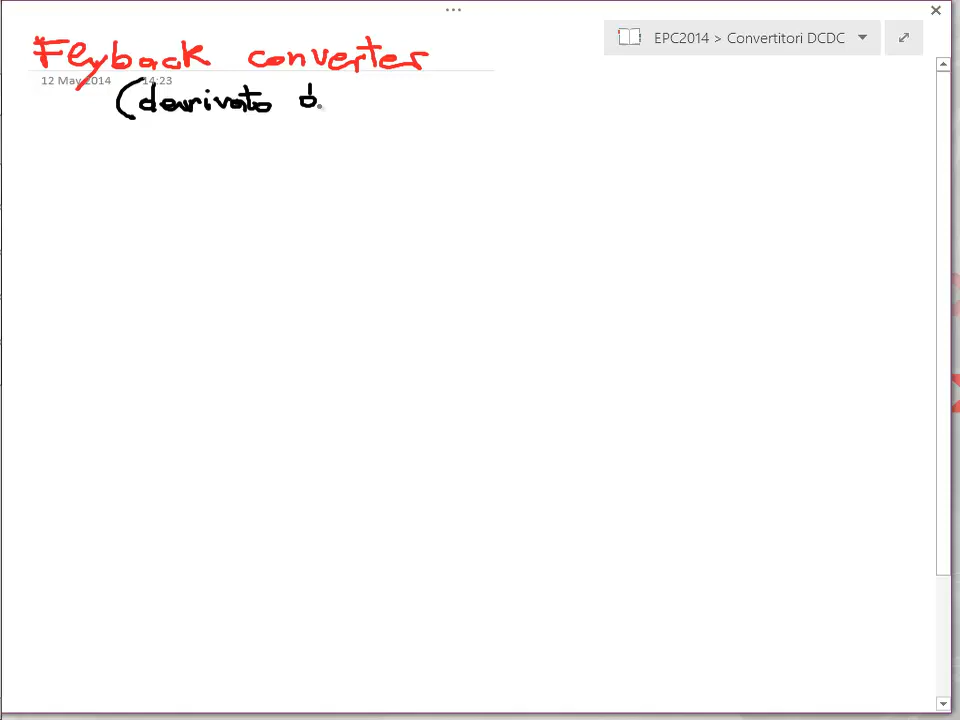 EPC2014 > Convertitori DCDC
Flyback converter
12 May 2014 14:23
(derivato d